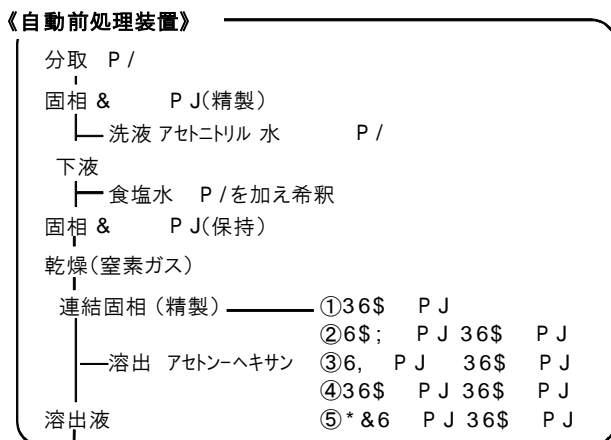 《自動前処理装置》
分取 P /
固相 & P J(精製)
洗液 アセトニトリル 水 P /
下液
食塩水 P /を加え希釈
固相 & P J(保持)
乾燥(窒素ガス)
連結固相(精製) ①36$ P J
②6$; P J 36$ P J
溶出 アセトン-ヘキサン ③6, P J 36$ P J
④36$ P J 36$ P J
溶出液 ⑤*&6 P J 36$ P J